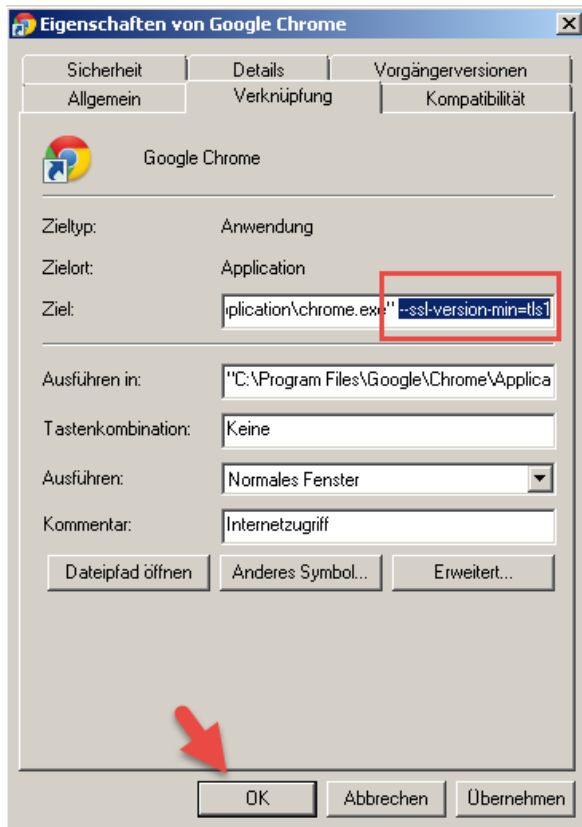 Eigenschaften von Google Chrome
Sicherheit Details Vorgängerversionen
Allgemein Verknüpfung Kompatibilität
Google Chrome
Zieltyp: Anwendung
Zielort: Application
Ziel: plication\chrome.exe" --ssl-version-min=tls1
Ausführen in: "C:\Program Files\Google\Chrome\Applica
Tastenkombination: Keine
Ausführen: Normales Fenster
Kommentar: Internetzugriff
Dateipfad öffnen Anderes Symbol... Erweitert...
OK Abbrechen Übernehmen